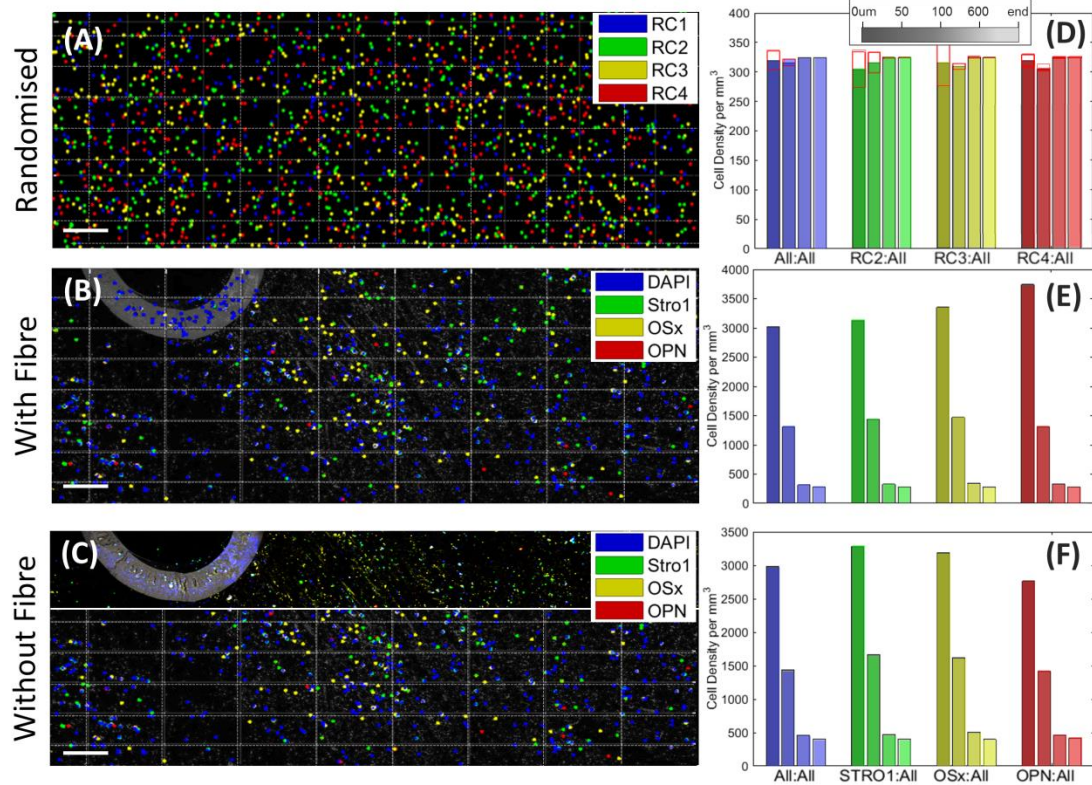 Randomised
(A)
RC1
RC2
RC3
RC4
(D)
0um 50 100 600 end
400
350
300
250
200
150
100
50
0
Cell Density per mm³
All:All RC2:All RC3:All RC4:All
With Fibre
(B)
DAPI
Stro1
OSx
OPN
(E)
4000
3500
3000
2500
2000
1500
1000
500
0
Cell Density per mm³
Without Fibre
(C)
DAPI
Stro1
OSx
OPN
(F)
3500
3000
2500
2000
1500
1000
500
0
Cell Density per mm³
All:All STRO1:All OSx:All OPN:All